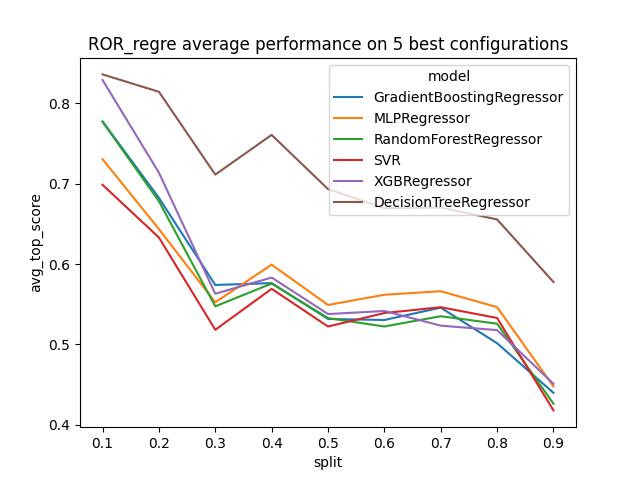 ROR_regre average performance on 5 best configurations
model
GradientBoostingRegressor
MLPRegressor
RandomForestRegressor
SVR
XGBRegressor
DecisionTreeRegressor
avg_top_score
0.8
0.7
0.6
0.5
0.4
0.1 0.2 0.3 0.4 0.5 0.6 0.7 0.8 0.9
split